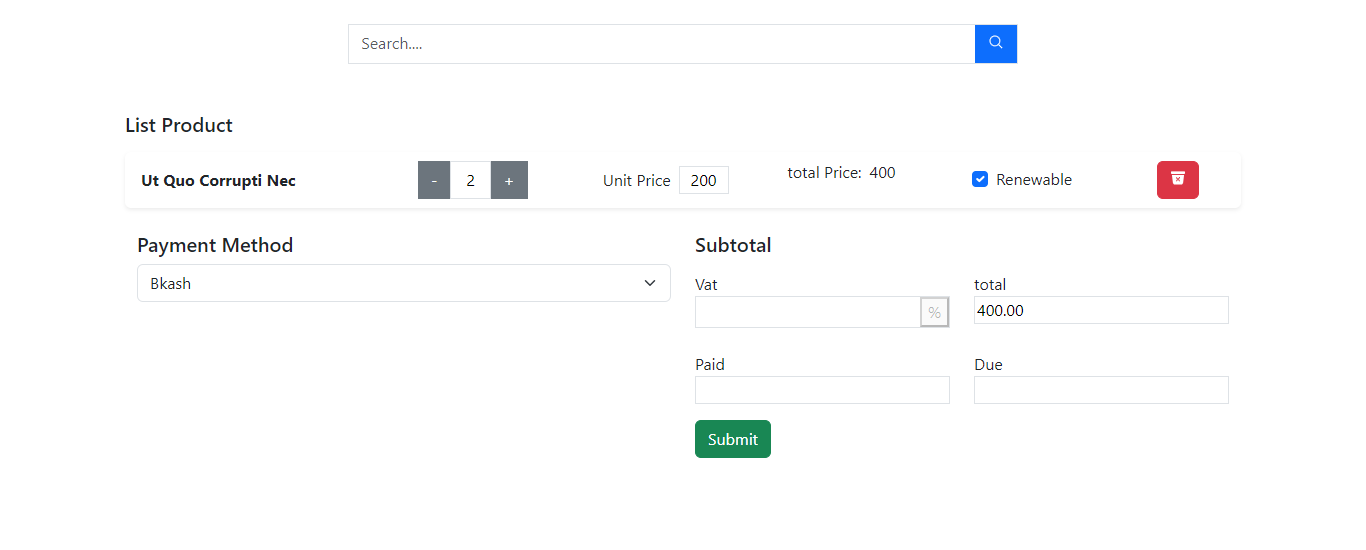 Search....
List Product
Ut Quo Corrupti Nec - 2 + Unit Price 200 total Price: 400 Renewable
Payment Method
Bkash
Subtotal
Vat total
% 400.00
Paid Due
Submit